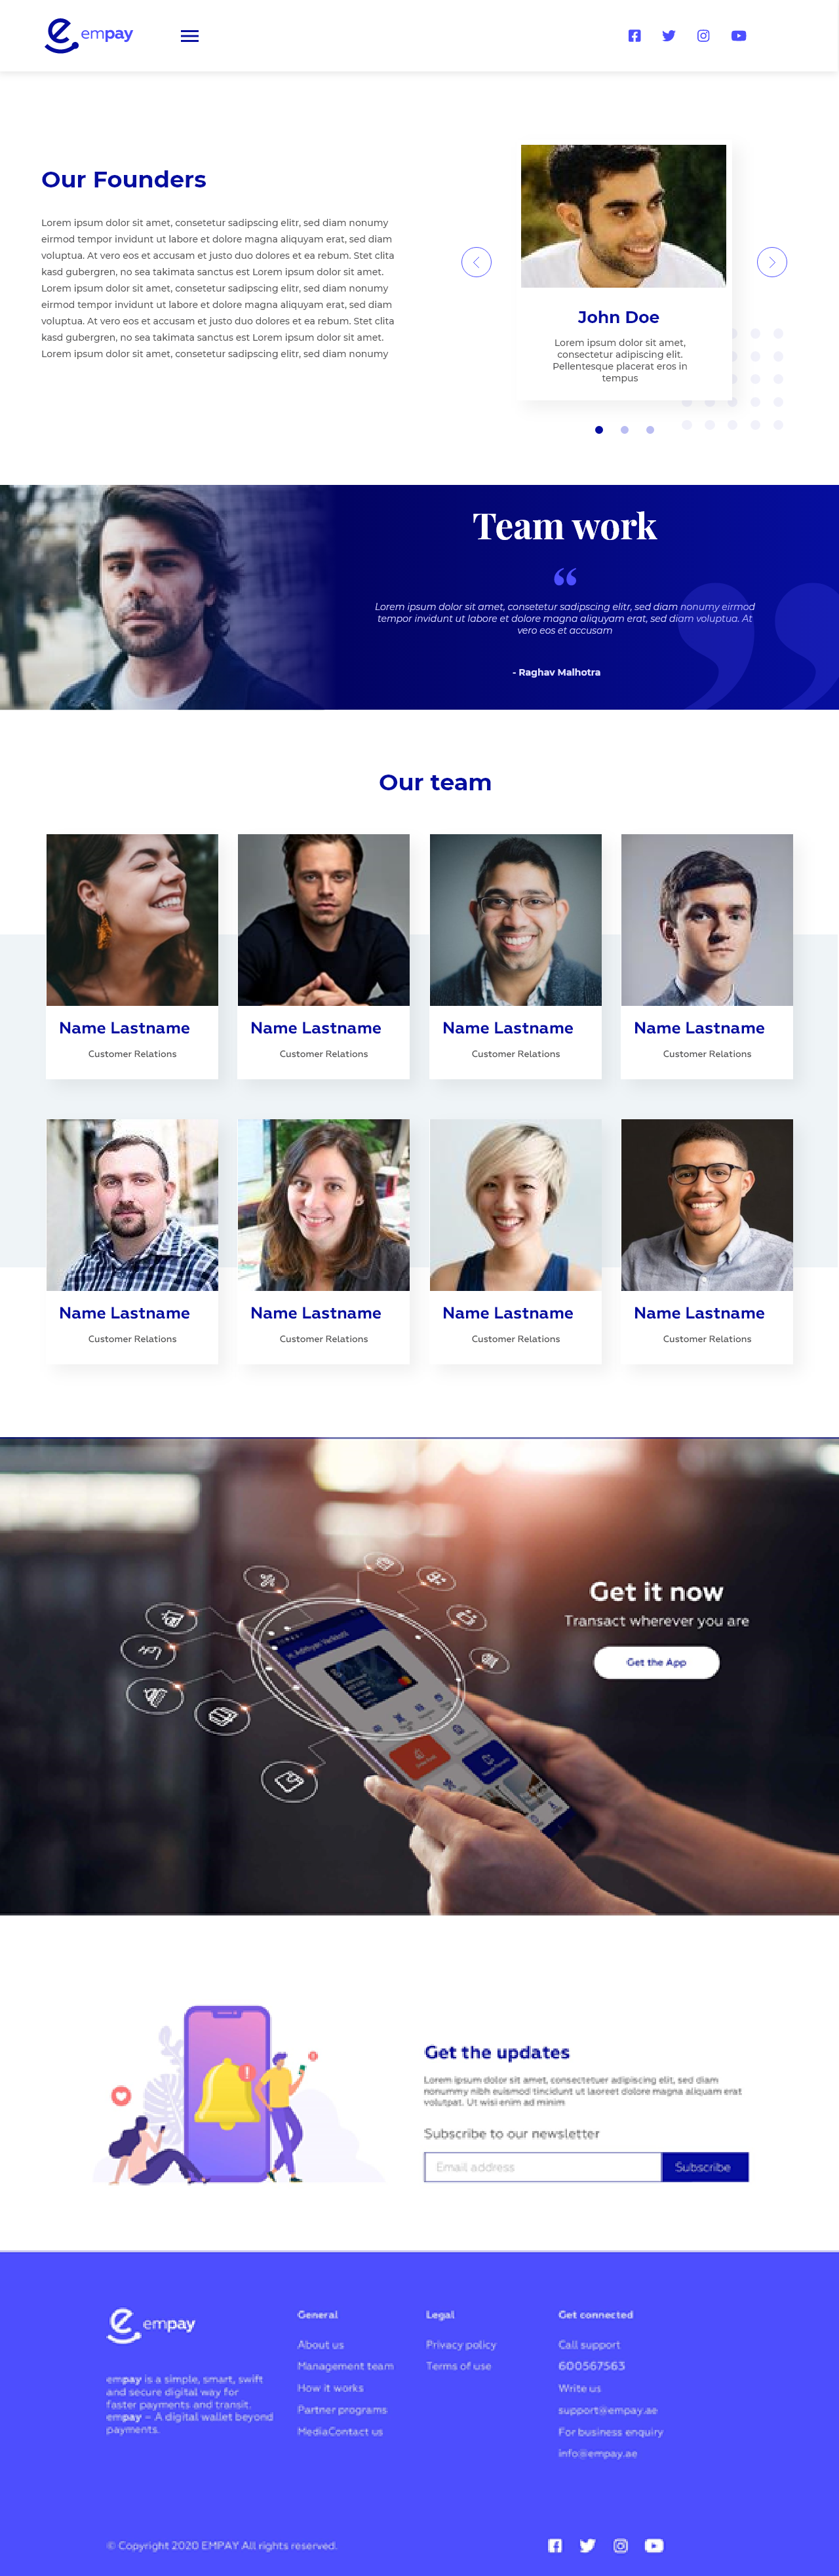 empay
Our Founders
Lorem ipsum dolor sit amet, consetetur sadipscing elitr, sed diam nonumy
eirmod tempor invidunt ut labore et dolore magna aliquyam erat, sed diam
voluptua. At vero eos et accusam et justo duo dolores et ea rebum. Stet clita
kasd gubergren, no sea takimata sanctus est Lorem ipsum dolor sit amet.
Lorem ipsum dolor sit amet, consetetur sadipscing elitr, sed diam nonumy
eirmod tempor invidunt ut labore et dolore magna aliquyam erat, sed diam
voluptua. At vero eos et accusam et justo duo dolores et ea rebum. Stet clita
kasd gubergren, no sea takimata sanctus est Lorem ipsum dolor sit amet.
Lorem ipsum dolor sit amet, consetetur sadipscing elitr, sed diam nonumy
John Doe
Lorem ipsum dolor sit amet,
consectetur adipiscing elit.
Pellentesque placerat eros in
tempus
Team work
“
Lorem ipsum dolor sit amet, consetetur sadipscing elitr, sed diam nonumy eirmod
tempor invidunt ut labore et dolore magna aliquyam erat, sed diam voluptua. At
vero eos et accusam
- Raghav Malhotra
Our team
Name Lastname
Customer Relations
Name Lastname
Customer Relations
Name Lastname
Customer Relations
Name Lastname
Customer Relations
Name Lastname
Customer Relations
Name Lastname
Customer Relations
Name Lastname
Customer Relations
Name Lastname
Customer Relations
Get it now
Transact wherever you are
Get the App
Get the updates
Lorem ipsum dolor sit amet, consectetuer adipiscing elit, sed diam
nonummy nibh euismod tincidunt ut laoreet dolore magna aliquam erat
volutpat. Ut wisi enim ad minim
Subscribe to our newsletter
Email address
Subscribe
empay
empay is a simple, smart, swift
and secure digital way for
faster payments and transit.
empay – A digital wallet beyond
payments.
General
About us
Management team
How it works
Partner programs
MediaContact us
Legal
Privacy policy
Terms of use
Get connected
Call support
600567563
Write us
support@empay.ae
For business enquiry
info@empay.ae
© Copyright 2020 EMPAY All rights reserved.